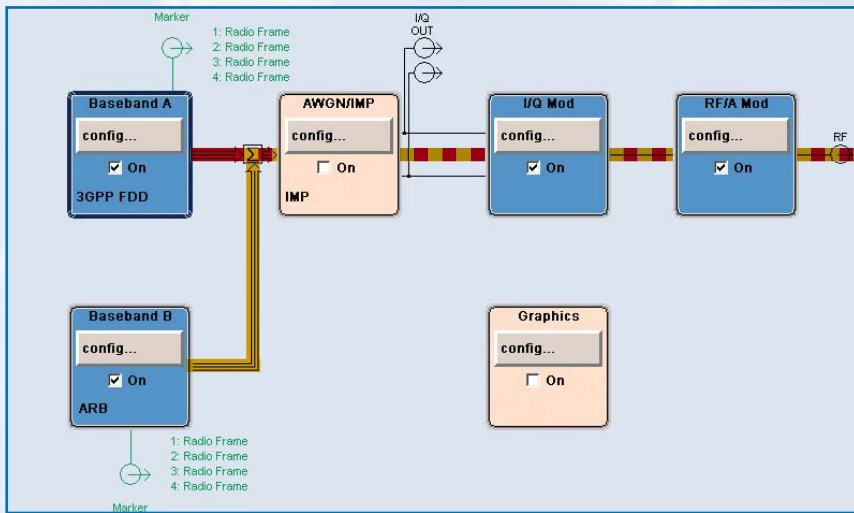 Marker
1: Radio Frame
2: Radio Frame
3: Radio Frame
4: Radio Frame
I/Q
OUT
Baseband A
config...
On
3GPP FDD
Σ
AWGN/IMP
config...
On
IMP
I/Q Mod
config...
On
RF/A Mod
config...
On
RF
Baseband B
config...
On
ARB
Graphics
config...
On
1: Radio Frame
2: Radio Frame
3: Radio Frame
4: Radio Frame
Marker